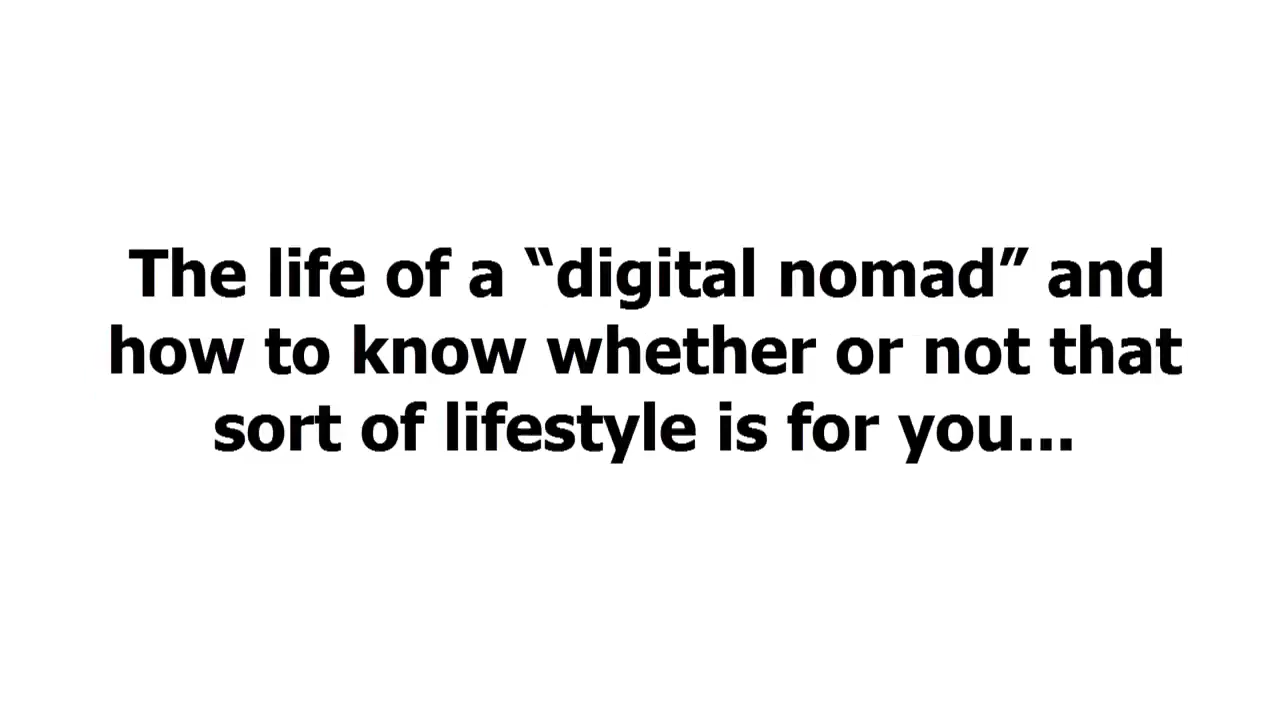 The life of a “digital nomad” and
how to know whether or not that
sort of lifestyle is for you...